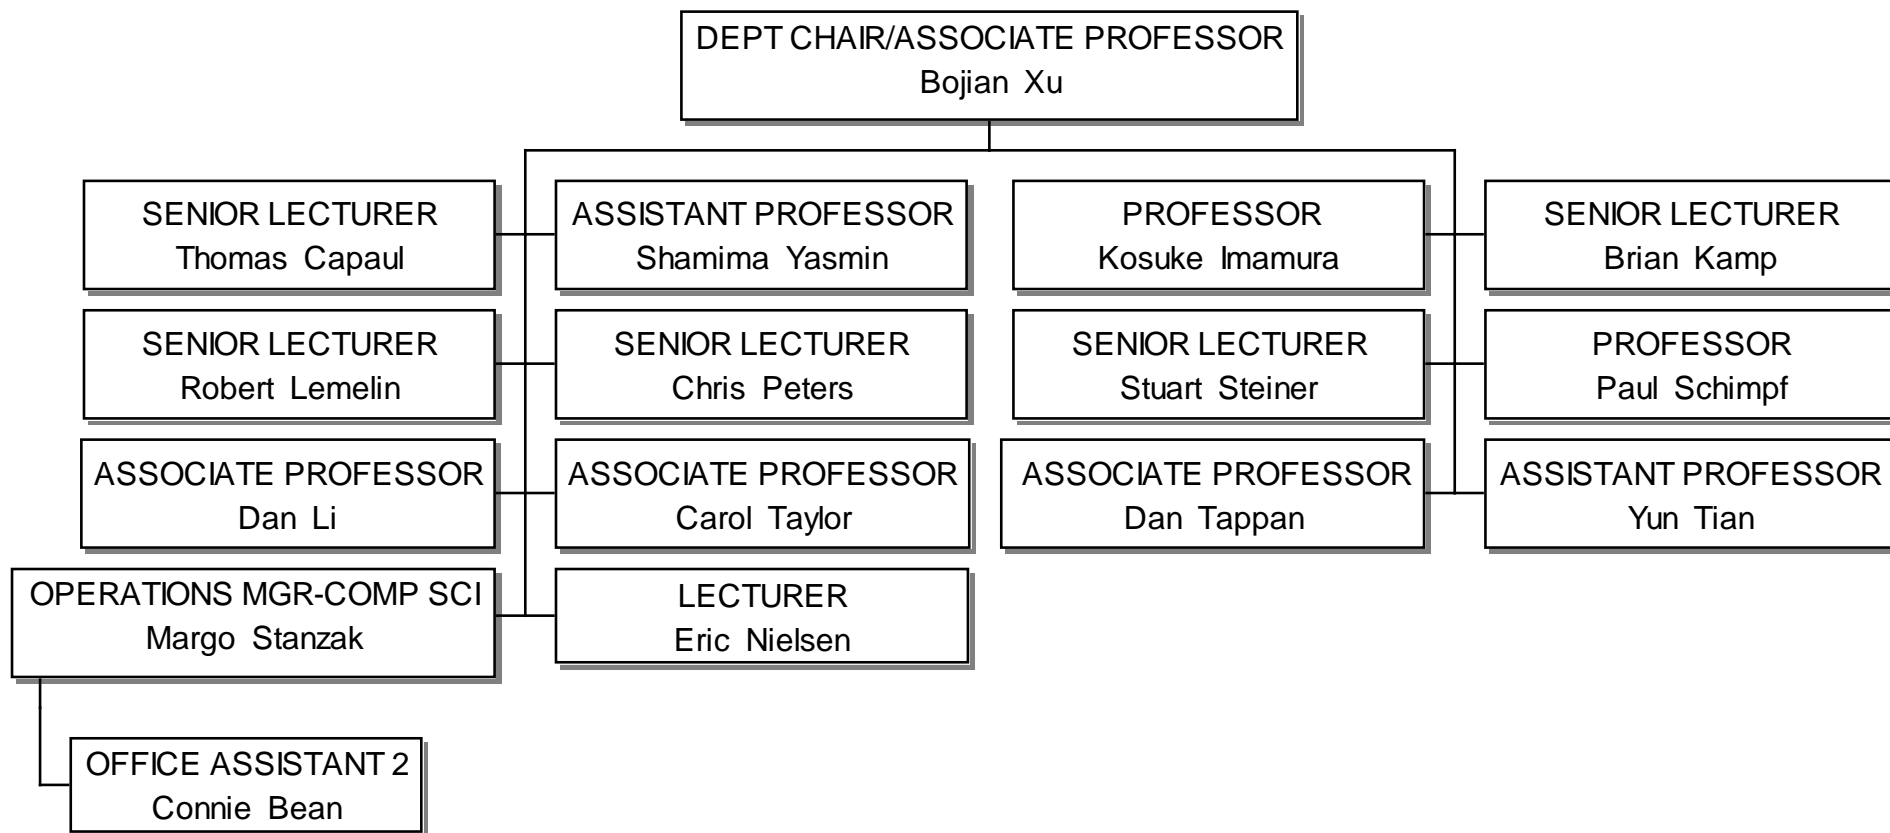 DEPT CHAIR/ASSOCIATE PROFESSOR
Bojian Xu
SENIOR LECTURER
Thomas Capaul
ASSISTANT PROFESSOR
Shamima Yasmin
PROFESSOR
Kosuke Imamura
SENIOR LECTURER
Brian Kamp
SENIOR LECTURER
Robert Lemelin
SENIOR LECTURER
Chris Peters
SENIOR LECTURER
Stuart Steiner
PROFESSOR
Paul Schimpf
ASSOCIATE PROFESSOR
Dan Li
ASSOCIATE PROFESSOR
Carol Taylor
ASSOCIATE PROFESSOR
Dan Tappan
ASSISTANT PROFESSOR
Yun Tian
OPERATIONS MGR-COMP SCI
Margo Stanzak
LECTURER
Eric Nielsen
OFFICE ASSISTANT 2
Connie Bean